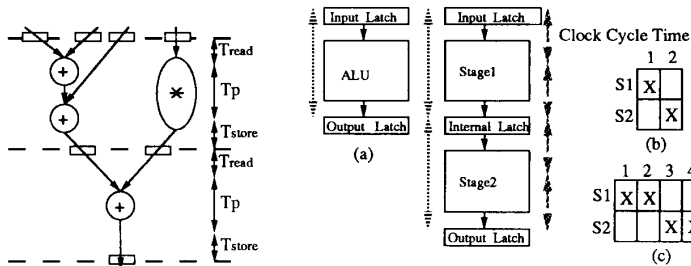 Tread
Tp
Tstore
Tread
Tp
Tstore
+
+
*
+
Input Latch
ALU
Output Latch
(a)
Input Latch
Stage1
Internal Latch
Stage2
Output Latch
Clock Cycle Time
1 2
S1 X
S2 X
(b)
1 2 3 4
S1 X X
S2 X X
(c)